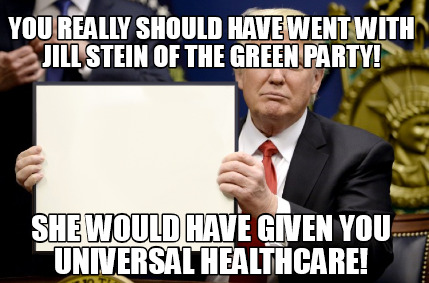 YOU REALLY SHOULD HAVE WENT WITH
JILL STEIN OF THE GREEN PARTY!
SHE WOULD HAVE GIVEN YOU
UNIVERSAL HEALTHCARE!